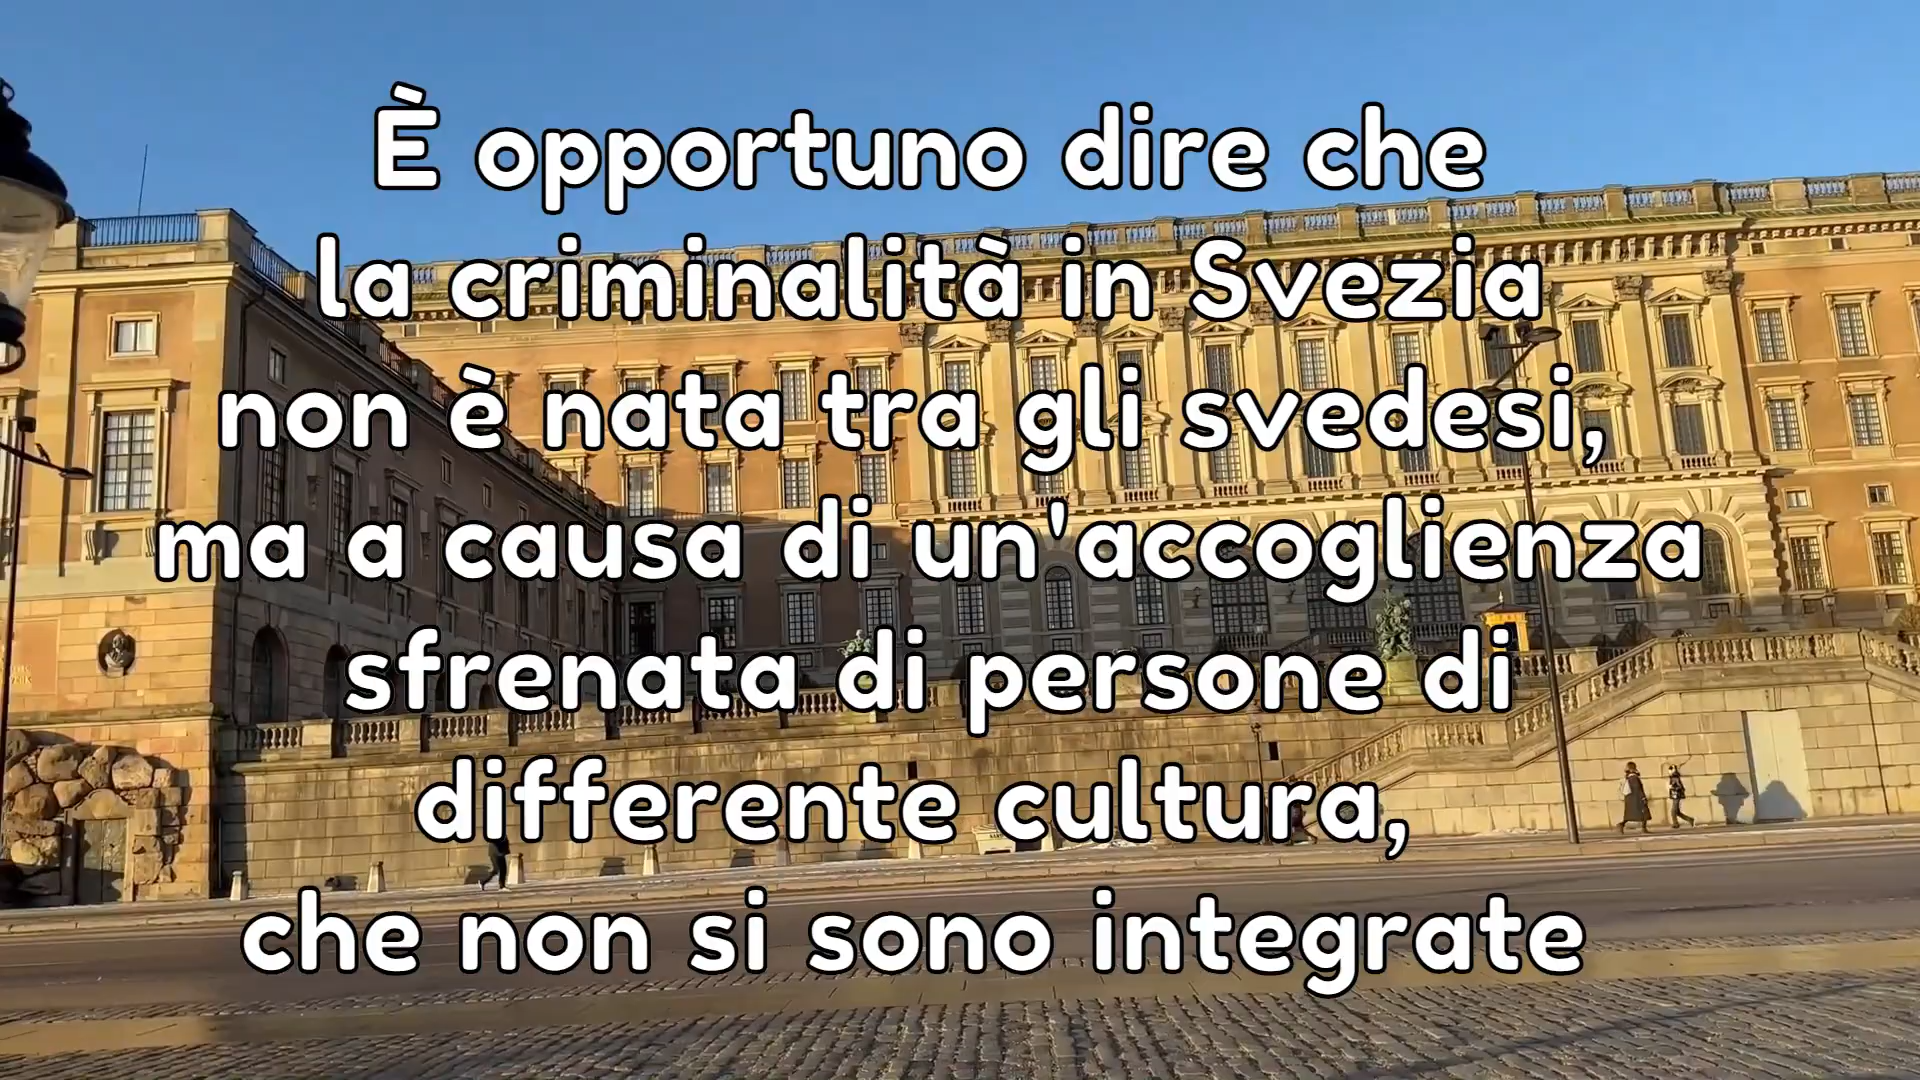 È opportuno dire che
la criminalità in Svezia
non è nata tra gli svedesi,
ma a causa di un'accoglienza
sfrenata di persone di
differente cultura,
che non si sono integrate